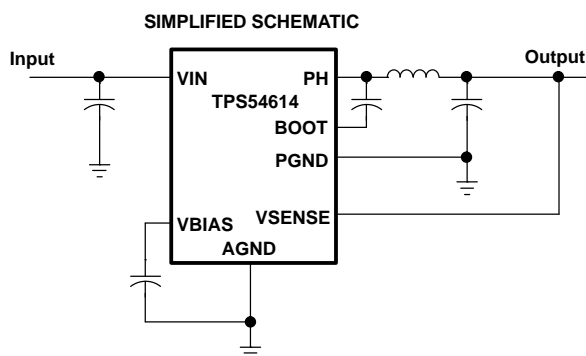 SIMPLIFIED SCHEMATIC
Input
Output
VIN
PH
TPS54614
BOOT
PGND
VSENSE
VBIAS
AGND